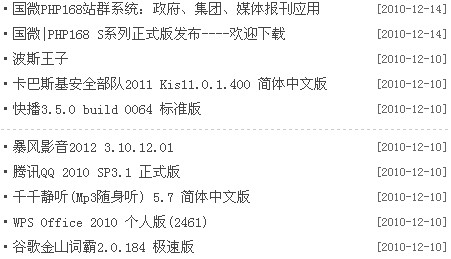 · 国微PHP168站群系统：政府、集团、媒体报刊应用 [2010-12-14]
· 国微|PHP168 S系列正式版发布----欢迎下载 [2010-12-14]
· 波斯王子 [2010-12-10]
· 卡巴斯基安全部队2011 Kis11.0.1.400 简体中文版 [2010-12-10]
· 快播3.5.0 build 0064 标准版 [2010-12-10]
· 暴风影音2012 3.10.12.01 [2010-12-10]
· 腾讯QQ 2010 SP3.1 正式版 [2010-12-10]
· 千千静听(Mp3随身听) 5.7 简体中文版 [2010-12-10]
· WPS Office 2010 个人版(2461) [2010-12-10]
· 谷歌金山词霸2.0.184 极速版 [2010-12-10]